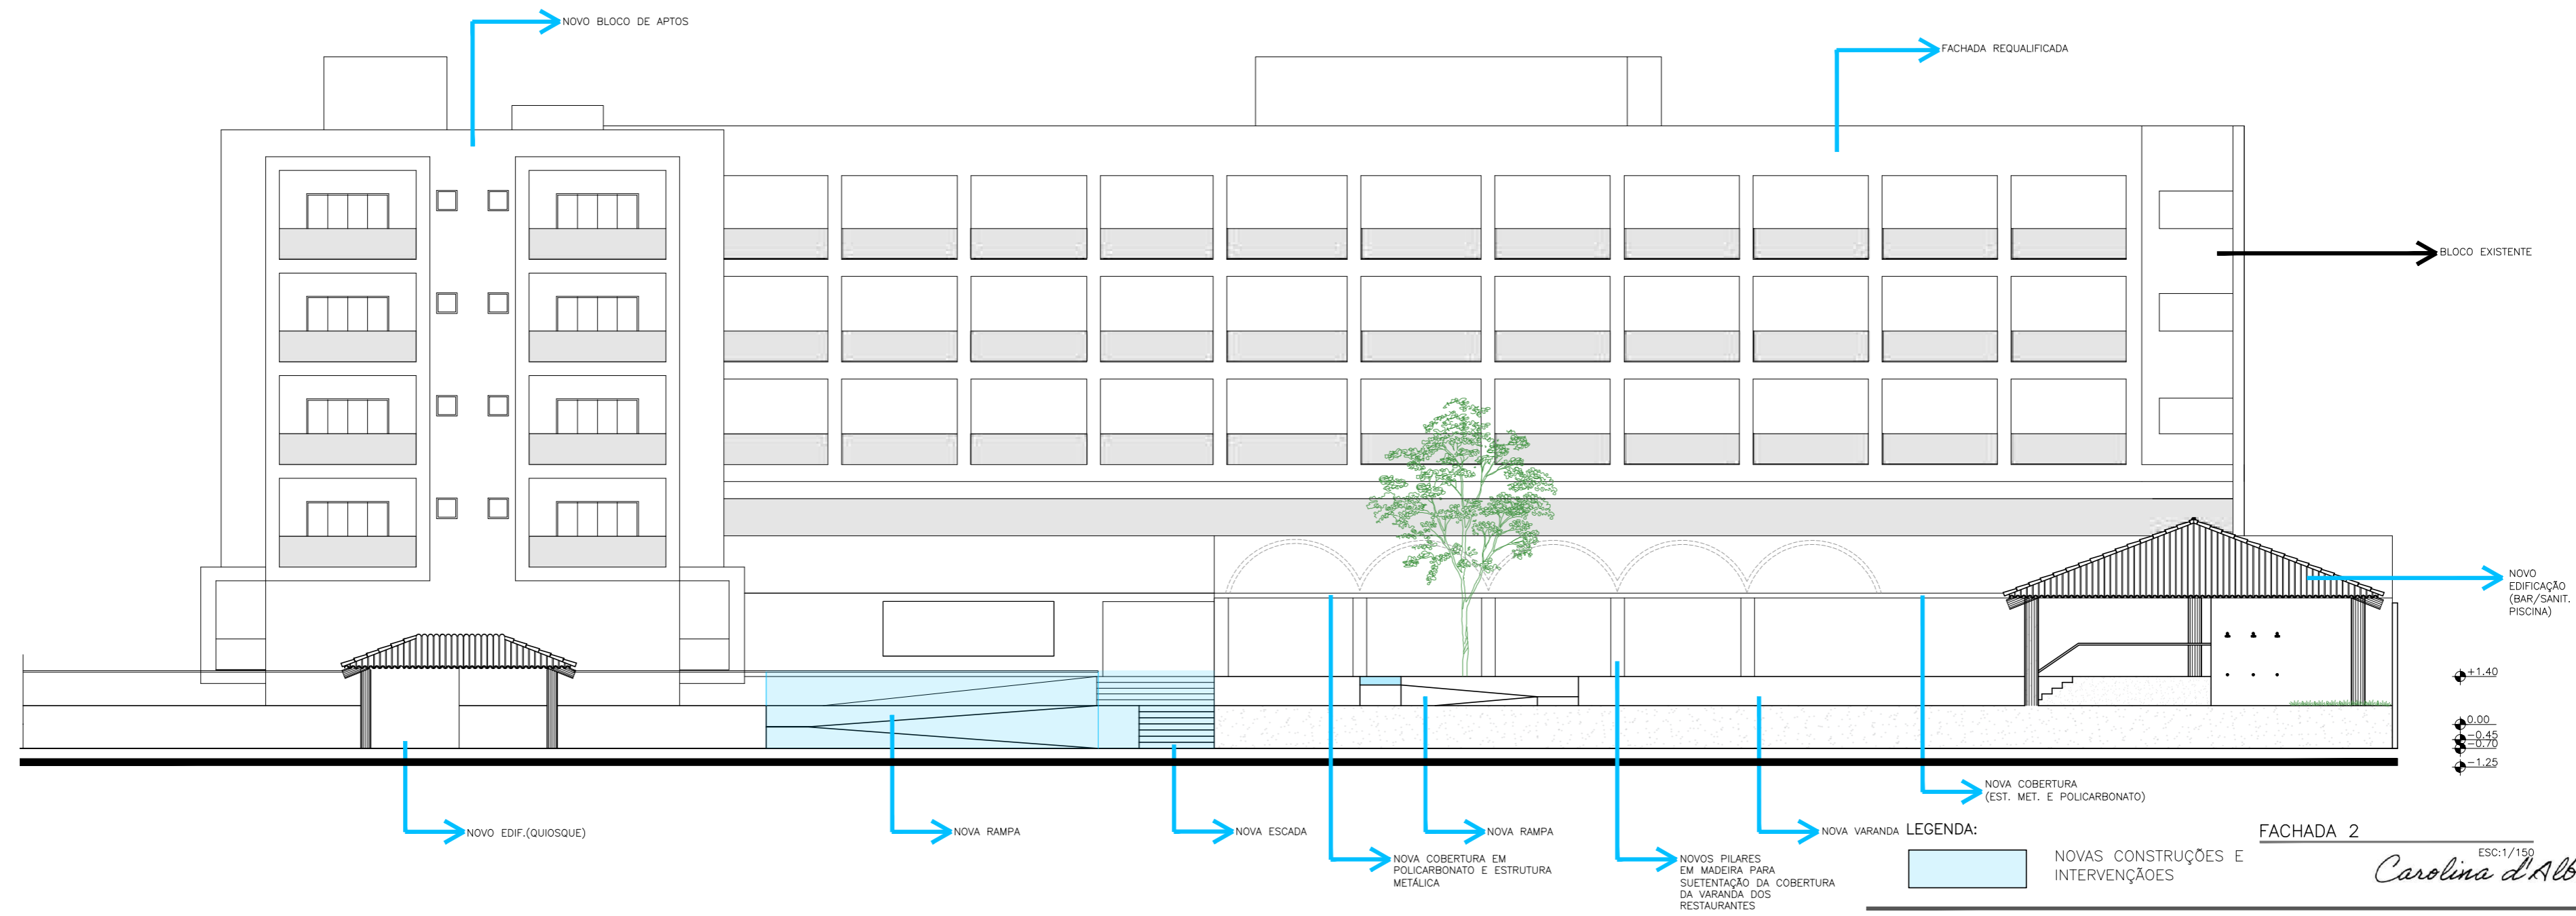 NOVO BLOCO DE APTOS
FACHADA REQUALIFICADA
BLOCO EXISTENTE
NOVO
EDIFICAÇÃO
(BAR/SANIT.
PISCINA)
+1.40
0.00
-0.45
-0.70
-1.25
NOVA COBERTURA
(EST. MET. E POLICARBONATO)
NOVO EDIF.(QUIOSQUE)
NOVA RAMPA
NOVA ESCADA
NOVA RAMPA
NOVA VARANDA
NOVA COBERTURA EM
POLICARBONATO E ESTRUTURA
METÁLICA
NOVOS PILARES
EM MADEIRA PARA
SUETENTAÇÃO DA COBERTURA
DA VARANDA DOS
RESTAURANTES
LEGENDA:
NOVAS CONSTRUÇÕES E
INTERVENÇÃOES
FACHADA 2
ESC:1/150
Carolina d'Alb